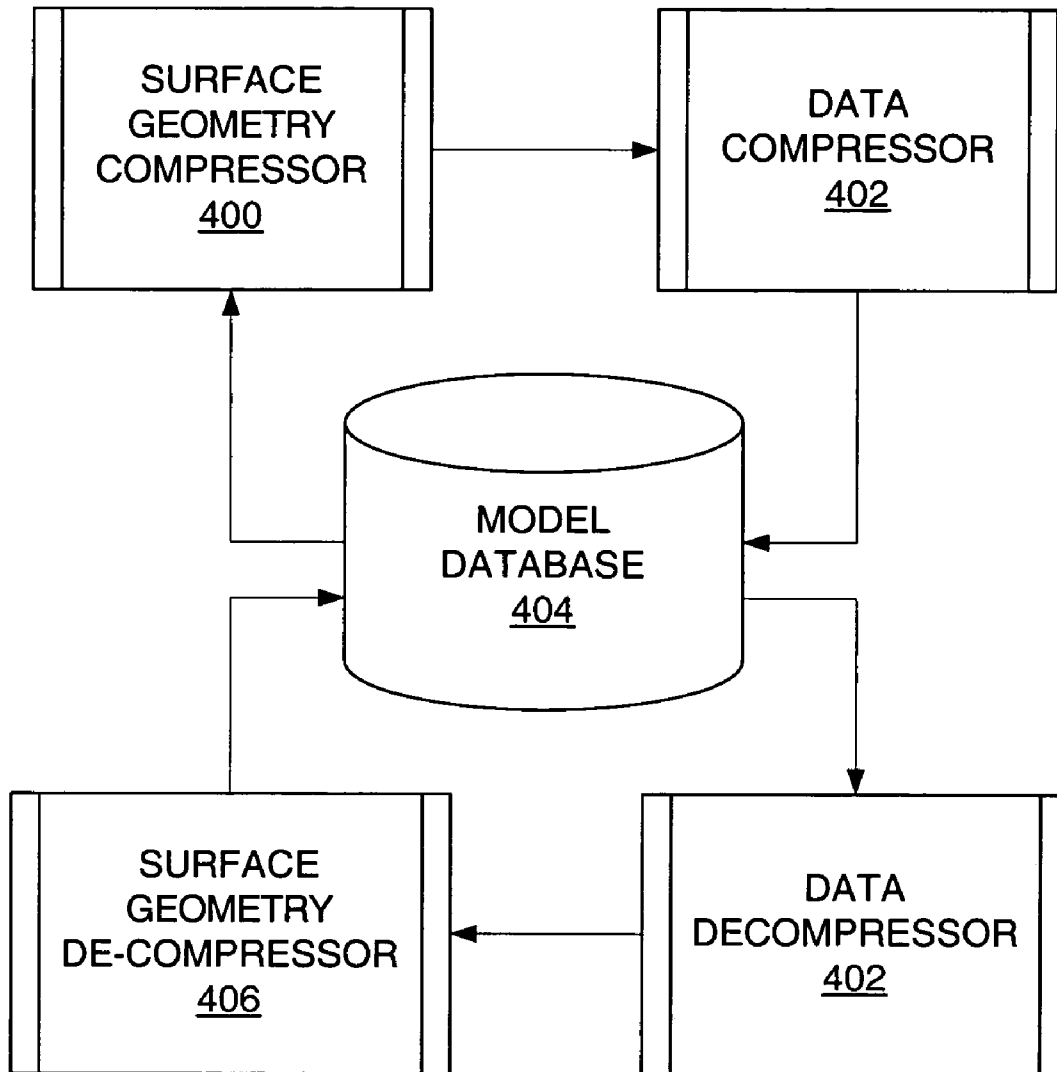 SURFACE
GEOMETRY
COMPRESSOR
400
DATA
COMPRESSOR
402
MODEL
DATABASE
404
SURFACE
GEOMETRY
DE-COMPRESSOR
406
DATA
DECOMPRESSOR
402